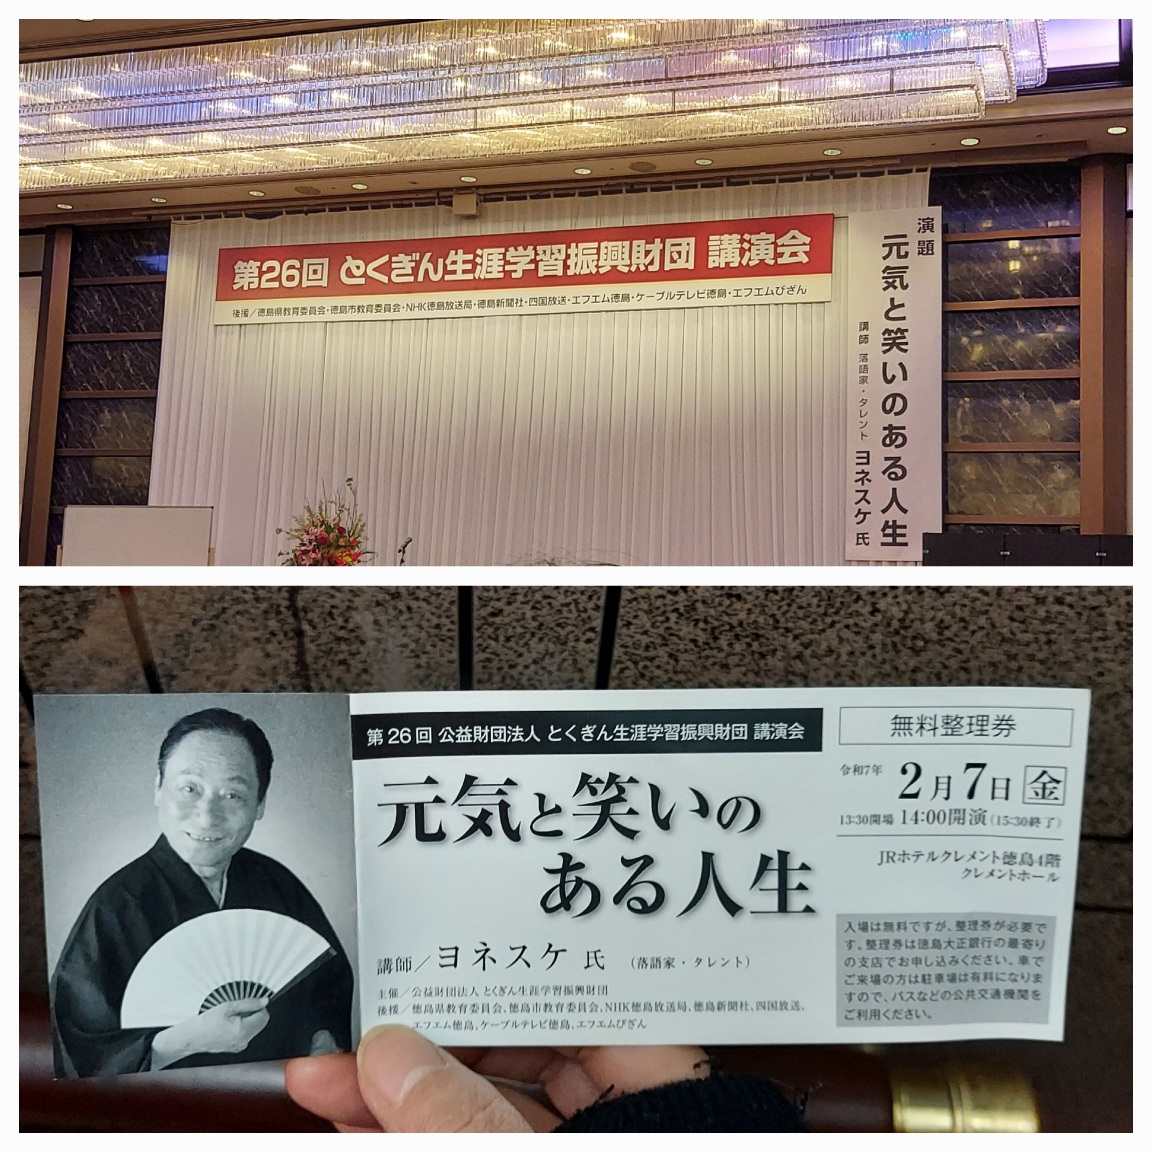 第26回 とくぎん生涯学習振興財団 講演会
後援／徳島県教育委員会・徳島市教育委員会・NHK徳島放送局・徳島新聞社・四国放送・エフエム徳島・ケーブルテレビ徳島・エフエムびざん
演題
元気と笑いのある人生
講師 落語家・タレント ヨネスケ 氏
第26回 公益財団法人 とくぎん生涯学習振興財団 講演会
元気と笑いの
ある人生
講師／ヨネスケ 氏 （落語家・タレント）
主催／公益財団法人 とくぎん生涯学習振興財団
後援／徳島県教育委員会、徳島市教育委員会、NHK徳島放送局、徳島新聞社、四国放送、
エフエム徳島、ケーブルテレビ徳島、エフエムびざん
無料整理券
令和7年 2月7日 金
13:30開場 14:00開演（15:30終了）
JRホテルクレメント徳島4階
クレメントホール
入場は無料ですが、整理券が必要で
す。整理券は徳島大正銀行の最寄り
の支店でお申し込みください。車で
ご来場の方は駐車場は有料になりま
すので、バスなどの公共交通機関を
ご利用ください。